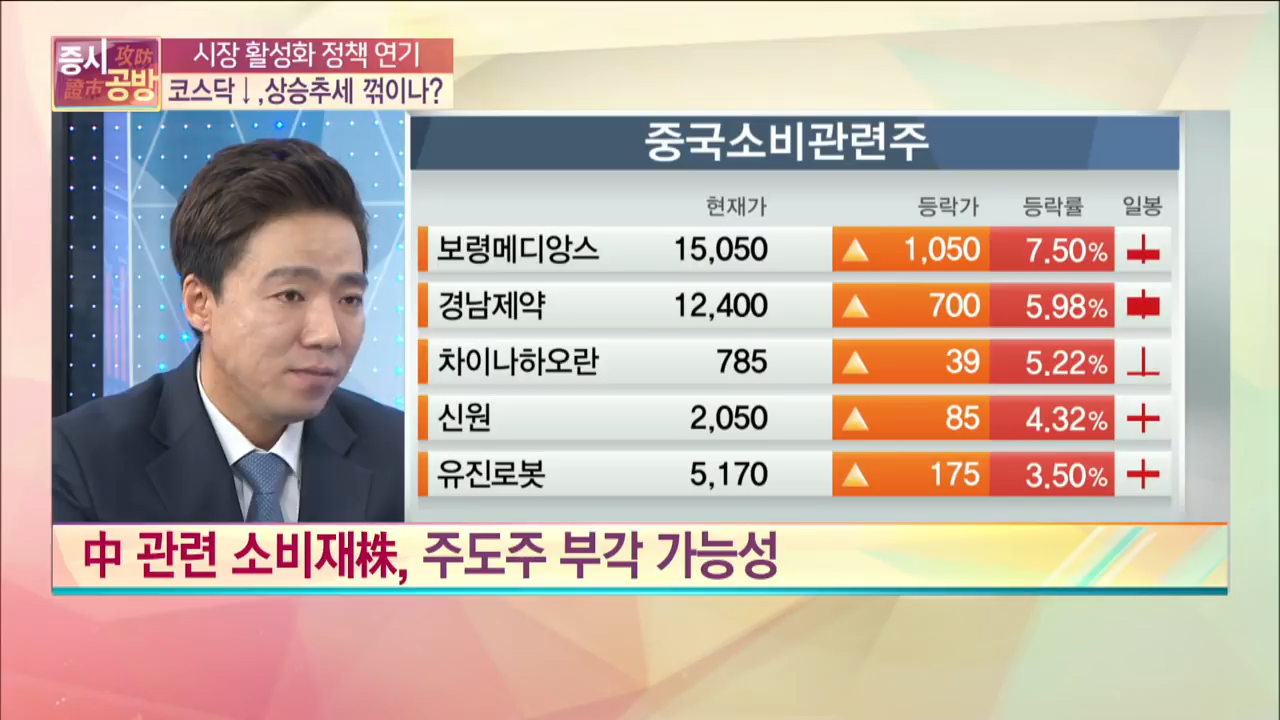 증시 攻防
證市 공방
시장 활성화 정책 연기
코스닥↓,상승추세 꺾이나?
중국소비관련주
현재가 등락가 등락률 일봉
보령메디앙스 15,050 ▲ 1,050 7.50%
경남제약 12,400 ▲ 700 5.98%
차이나하오란 785 ▲ 39 5.22%
신원 2,050 ▲ 85 4.32%
유진로봇 5,170 ▲ 175 3.50%
中 관련 소비재株, 주도주 부각 가능성